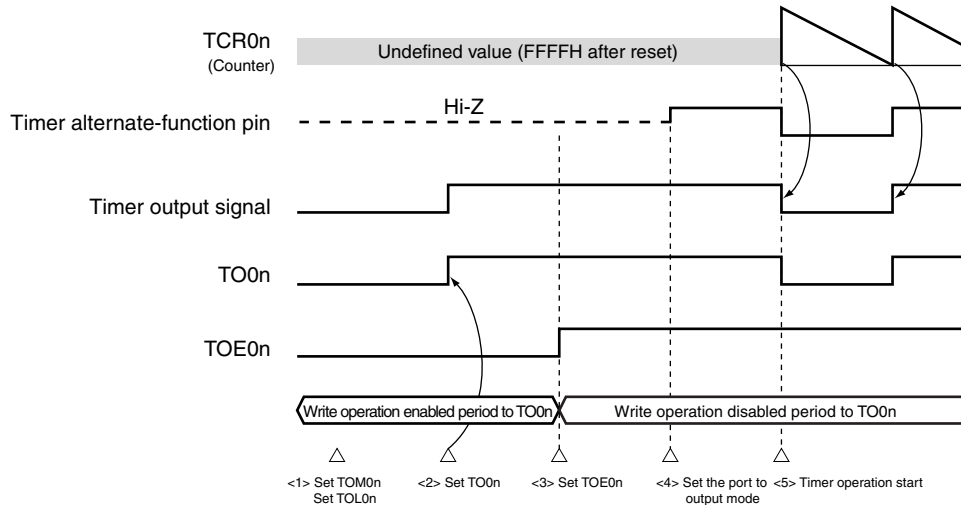 TCR0n
(Counter)
Undefined value (FFFFH after reset)
Hi-Z
Timer alternate-function pin
Timer output signal
TO0n
TOE0n
Write operation enabled period to TO0n
Write operation disabled period to TO0n
<1> Set TOM0n
Set TOL0n
<2> Set TO0n
<3> Set TOE0n
<4> Set the port to
output mode
<5> Timer operation start